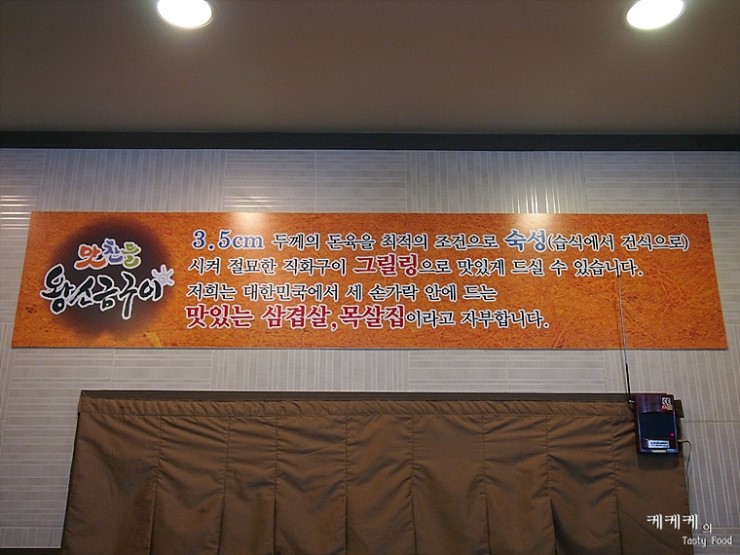 맛찬들
왕소금구이
3.5cm 두께의 돈육을 최적의 조건으로 숙성(습식에서 건식으로)
시켜 절묘한 직화구이 그릴링으로 맛있게 드실 수 있습니다.
저희는 대한민국에서 세 손가락 안에 드는
맛있는 삼겹살,목살집이라고 자부합니다.
케케케의
Tasty Food